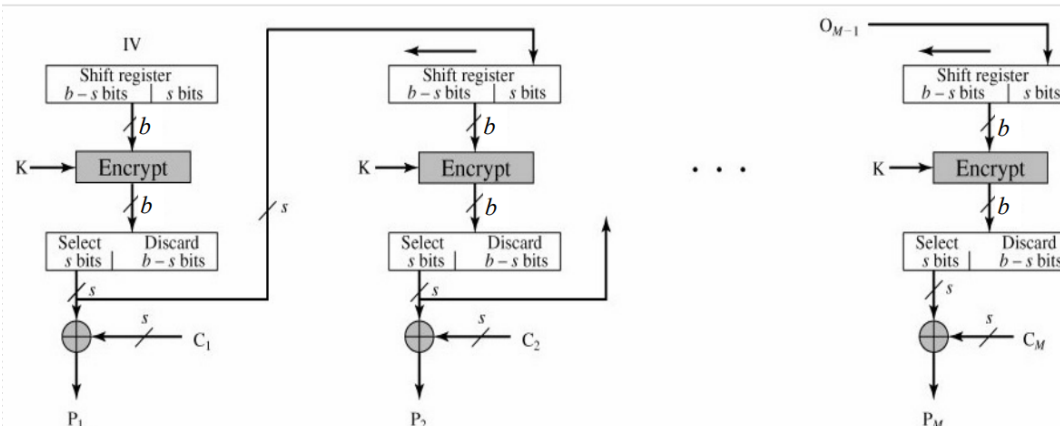 IV
Shift register
b – s bits | s bits
b
K
Encrypt
b
Select Discard
s bits | b – s bits
s
s
C1
P1
s
Shift register
b – s bits | s bits
b
K
Encrypt
b
Select Discard
s bits | b – s bits
s
s
C2
P2
. . .
OM–1
Shift register
b – s bits | s bits
b
K
Encrypt
b
Select Discard
s bits | b – s bits
s
s
CM
PM